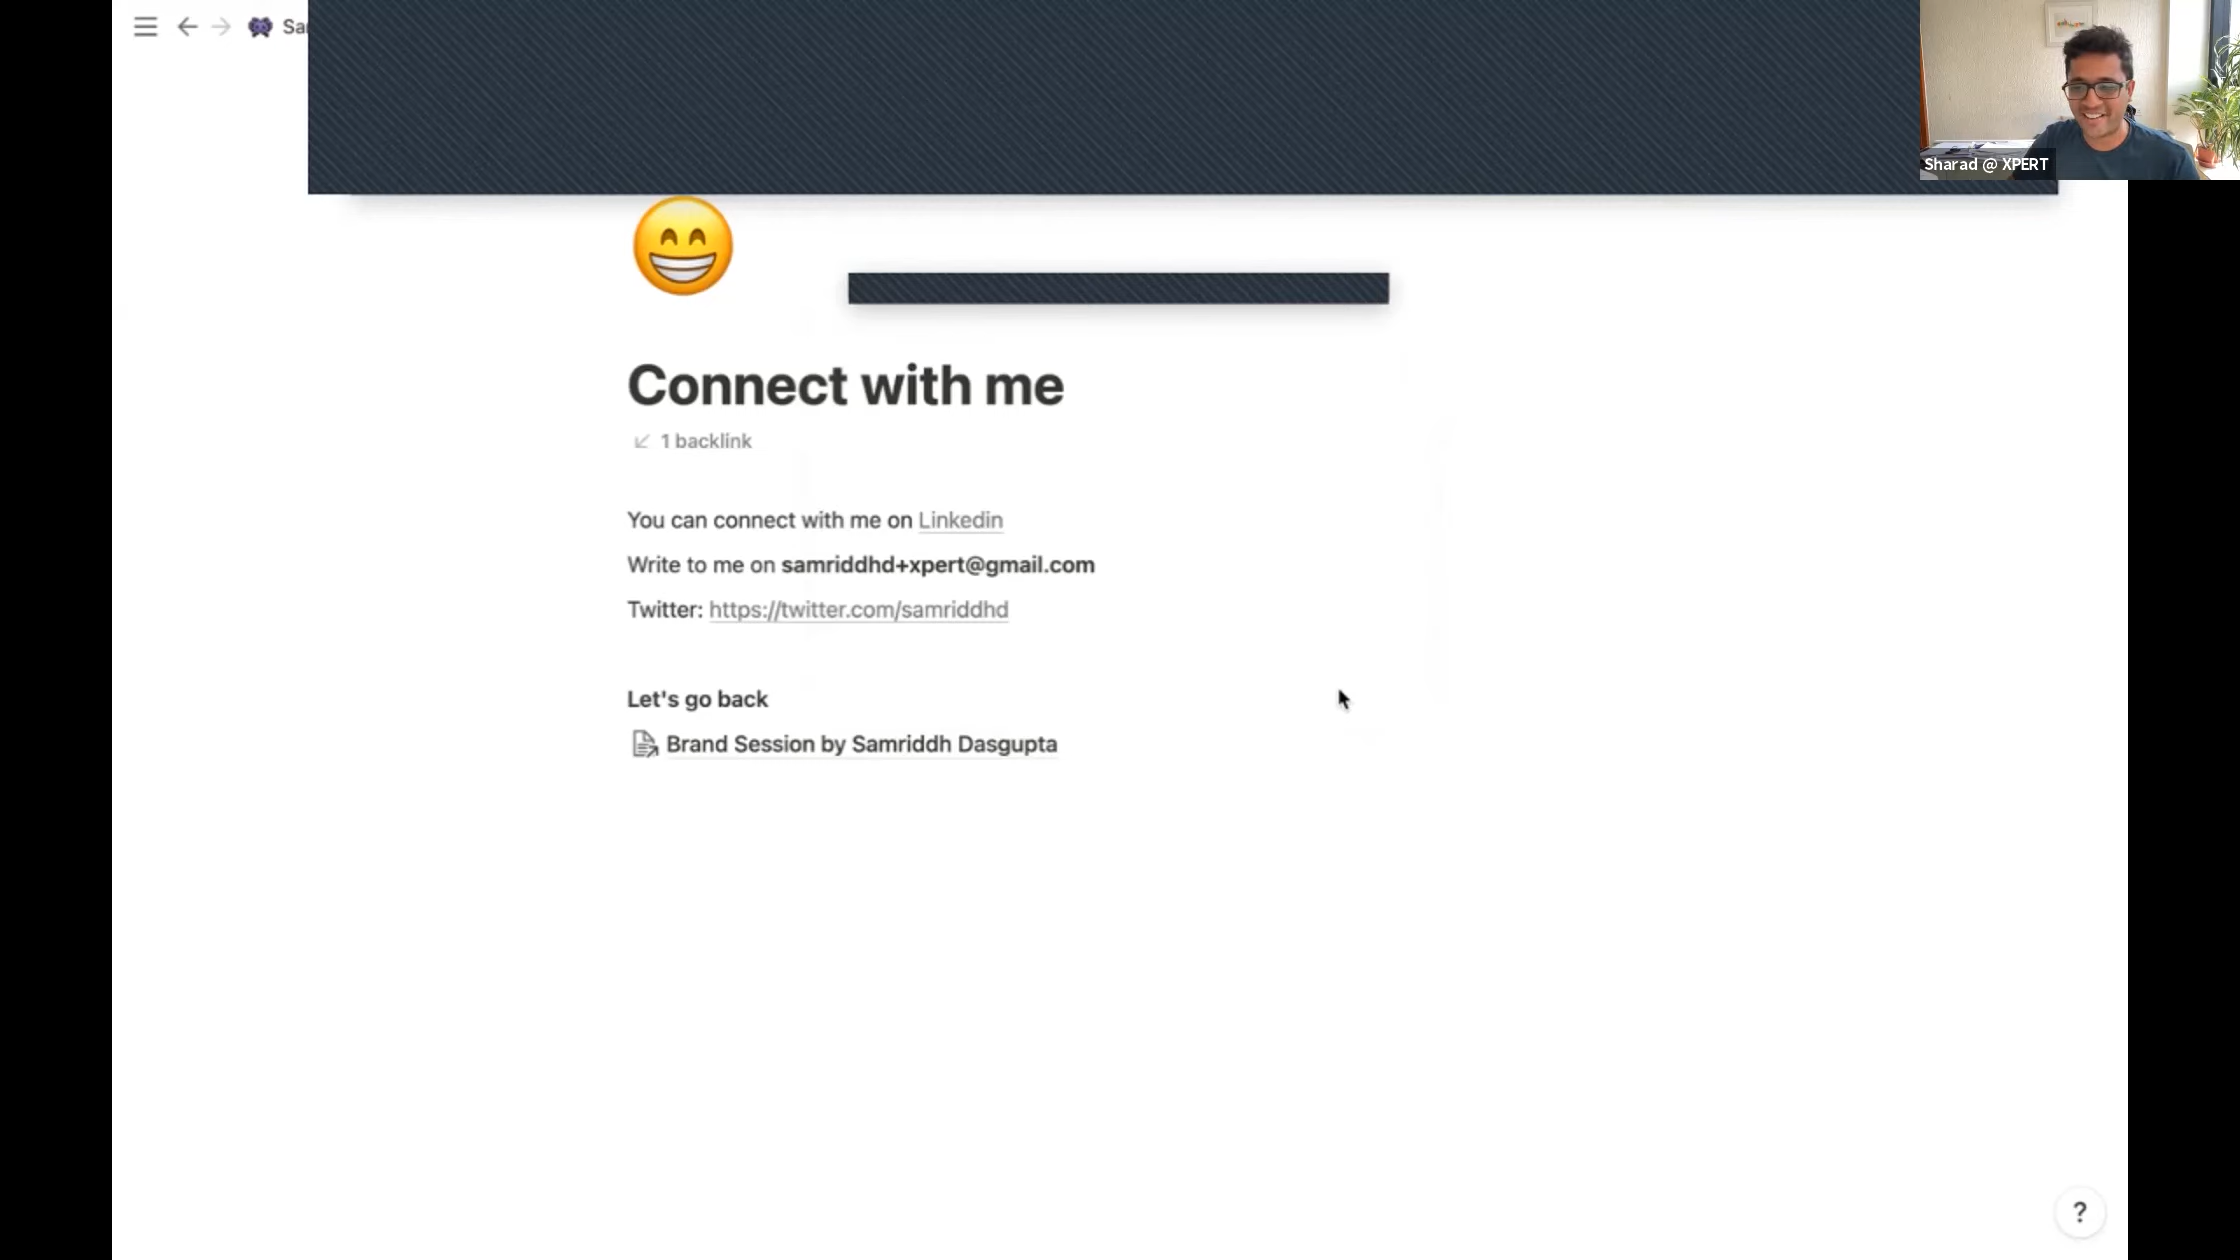 Sa
Sharad @ XPERT
Connect with me
1 backlink
You can connect with me on Linkedin
Write to me on samriddhd+xpert@gmail.com
Twitter: https://twitter.com/samriddhd
Let's go back
Brand Session by Samriddh Dasgupta
?